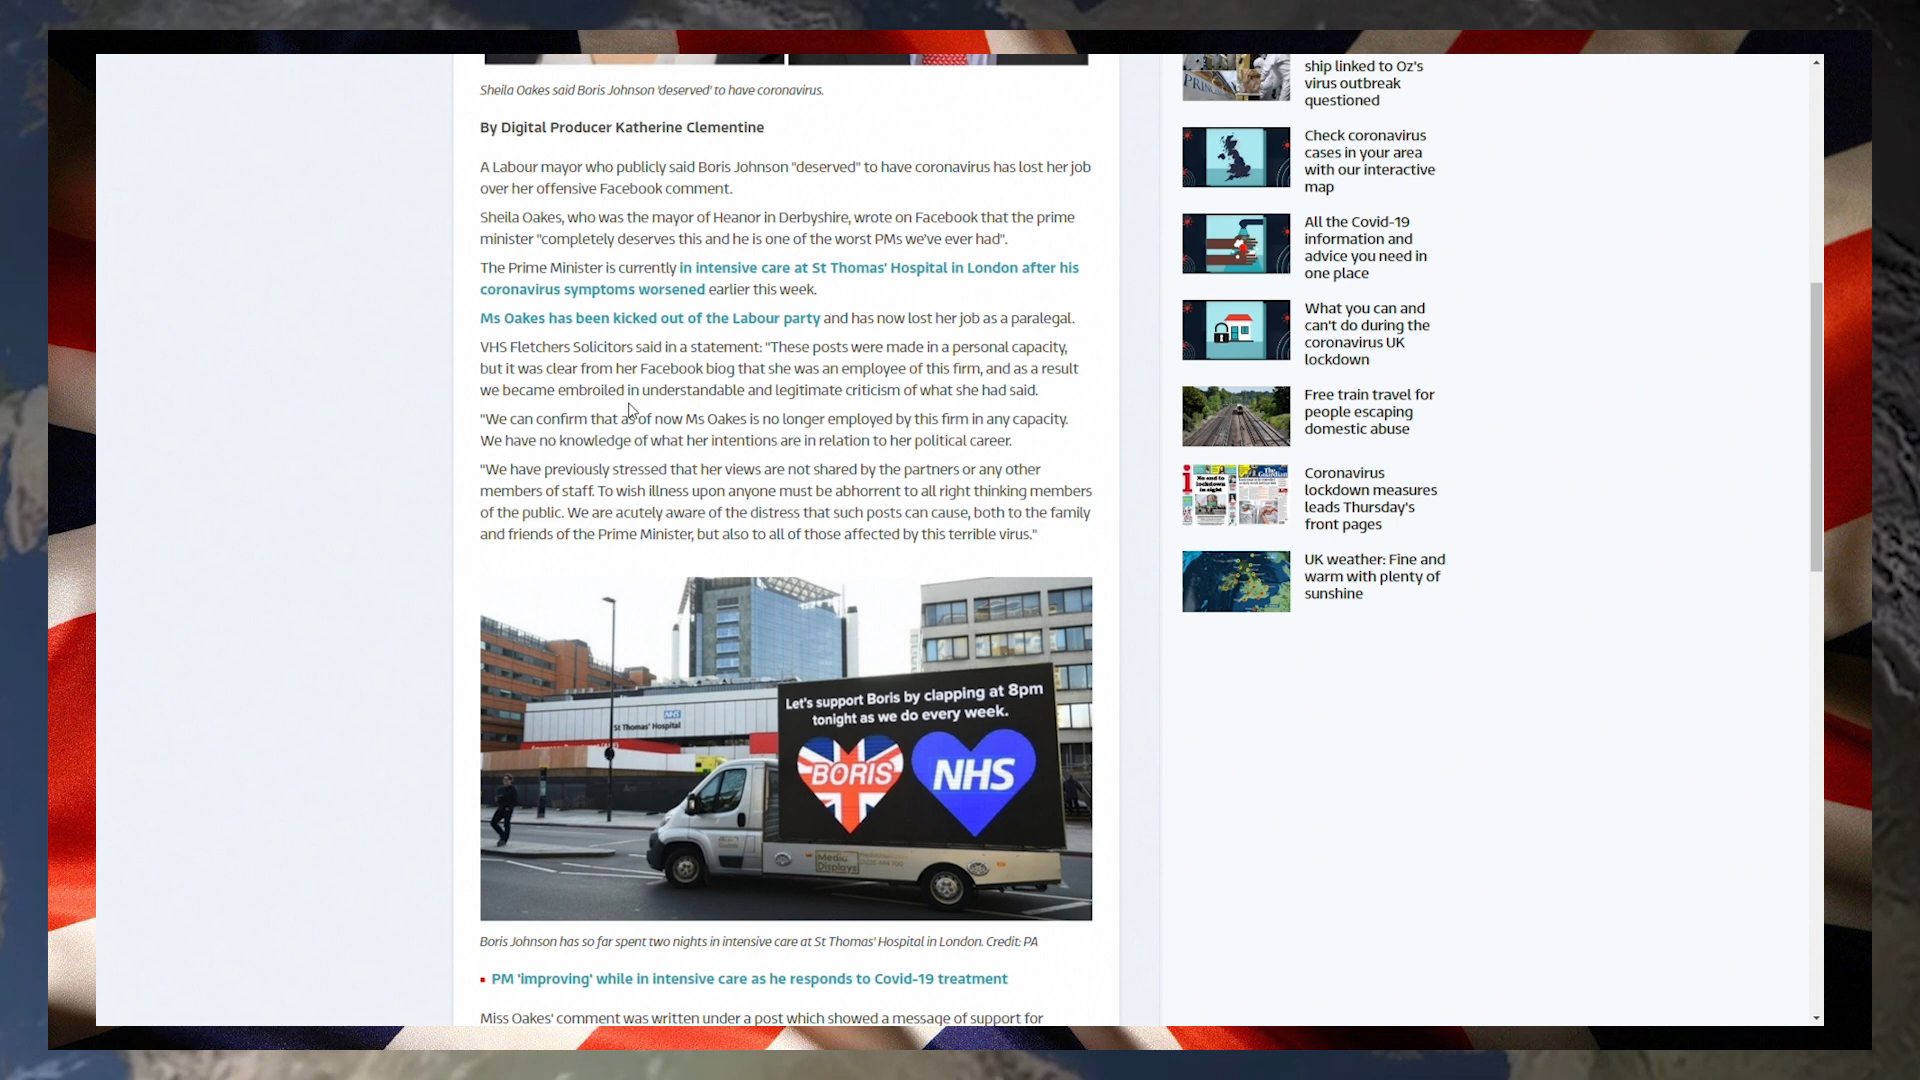 Sheila Oakes said Boris Johnson 'deserved' to have coronavirus.
By Digital Producer Katherine Clementine
A Labour mayor who publicly said Boris Johnson "deserved" to have coronavirus has lost her job
over her offensive Facebook comment.
Sheila Oakes, who was the mayor of Heanor in Derbyshire, wrote on Facebook that the prime
minister "completely deserves this and he is one of the worst PMs we've ever had".
The Prime Minister is currently in intensive care at St Thomas' Hospital in London after his
coronavirus symptoms worsened earlier this week.
Ms Oakes has been kicked out of the Labour party and has now lost her job as a paralegal.
VHS Fletchers Solicitors said in a statement: "These posts were made in a personal capacity,
but it was clear from her Facebook biog that she was an employee of this firm, and as a result
we became embroiled in understandable and legitimate criticism of what she had said.
"We can confirm that as of now Ms Oakes is no longer employed by this firm in any capacity.
We have no knowledge of what her intentions are in relation to her political career.
"We have previously stressed that her views are not shared by the partners or any other
members of staff. To wish illness upon anyone must be abhorrent to all right thinking members
of the public. We are acutely aware of the distress that such posts can cause, both to the family
and friends of the Prime Minister, but also to all of those affected by this terrible virus."
NHS
St Thomas' Hospital
Let's support Boris by clapping at 8pm
tonight as we do every week.
BORIS
NHS
Media
Displays
Boris Johnson has so far spent two nights in intensive care at St Thomas' Hospital in London. Credit: PA
PM 'improving' while in intensive care as he responds to Covid-19 treatment
Miss Oakes' comment was written under a post which showed a message of support for
ship linked to Oz's
virus outbreak
questioned
Check coronavirus
cases in your area
with our interactive
map
All the Covid-19
information and
advice you need in
one place
What you can and
can't do during the
coronavirus UK
lockdown
Free train travel for
people escaping
domestic abuse
i
The
Guardian
Coronavirus
lockdown measures
leads Thursday's
front pages
UK weather: Fine and
warm with plenty of
sunshine